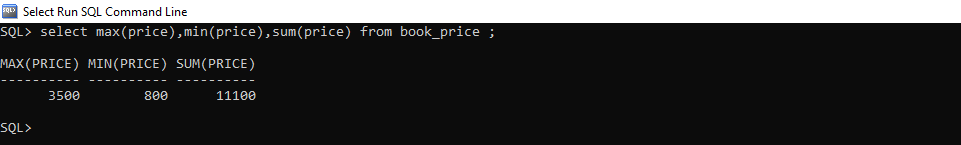 Select Run SQL Command Line
SQL> select max(price),min(price),sum(price) from book_price ;
MAX(PRICE) MIN(PRICE) SUM(PRICE)
---------- ---------- ----------
      3500        800      11100
SQL>